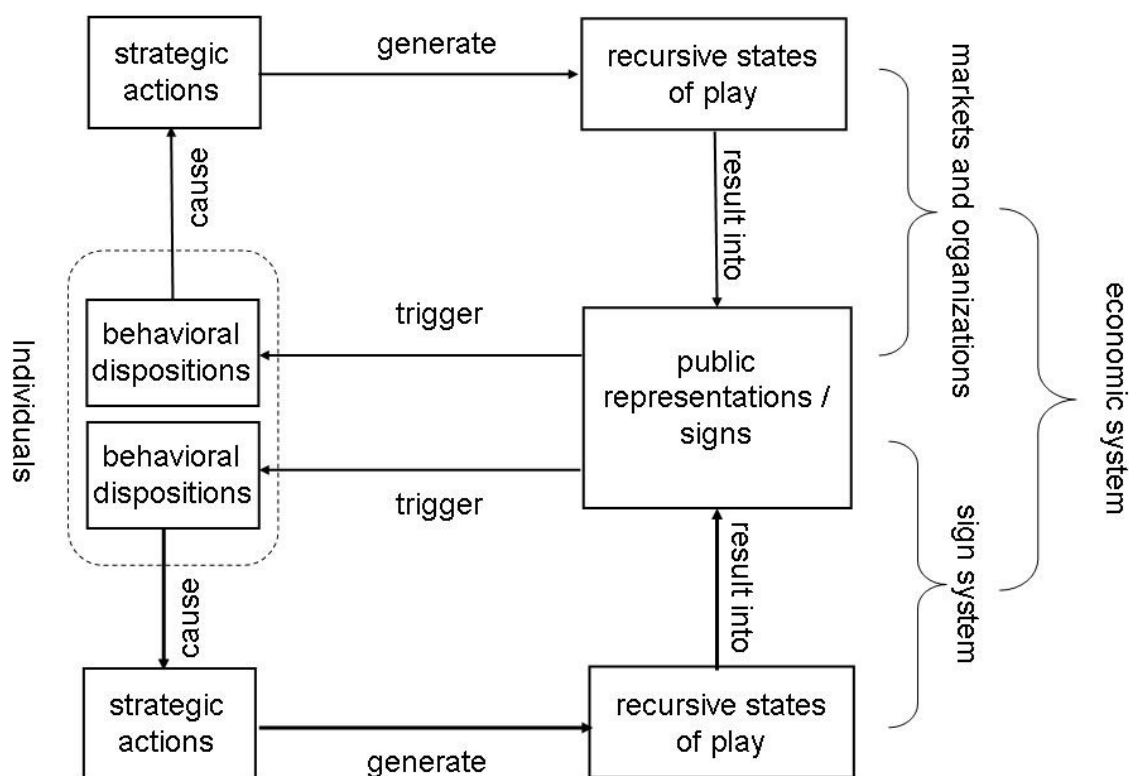 strategic
actions
generate
recursive states
of play
cause
result into
markets and organizations
Individuals
behavioral
dispositions
trigger
public
representations /
signs
economic system
behavioral
dispositions
trigger
cause
result into
sign system
strategic
actions
generate
recursive states
of play